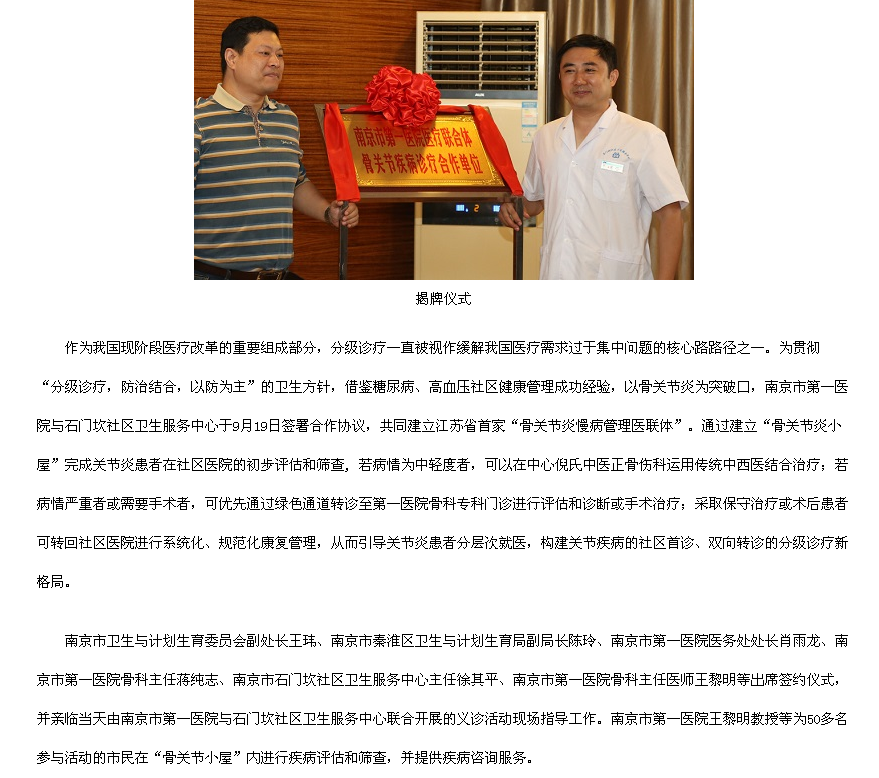 南京市第一医院医疗联合体
骨关节疾病诊疗合作单位
揭牌仪式
作为我国现阶段医疗改革的重要组成部分，分级诊疗一直被视作缓解我国医疗需求过于集中问题的核心路路径之一。为贯彻
“分级诊疗，防治结合，以防为主”的卫生方针，借鉴糖尿病、高血压社区健康管理成功经验，以骨关节炎为突破口，南京市第一医
院与石门坎社区卫生服务中心于9月19日签署合作协议，共同建立江苏省首家“骨关节炎慢病管理医联体”。通过建立“骨关节炎小
屋”完成关节炎患者在社区医院的初步评估和筛查, 若病情为中轻度者，可以在中心倪氏中医正骨伤科运用传统中西医结合治疗；若
病情严重者或需要手术者，可优先通过绿色通道转诊至第一医院骨科专科门诊进行评估和诊断或手术治疗；采取保守治疗或术后患者
可转回社区医院进行系统化、规范化康复管理，从而引导关节炎患者分层次就医，构建关节疾病的社区首诊、双向转诊的分级诊疗新
格局。
南京市卫生与计划生育委员会副处长王玮、南京市秦淮区卫生与计划生育局副局长陈玲、南京市第一医院医务处处长肖雨龙、南
京市第一医院骨科主任蒋纯志、南京市石门坎社区卫生服务中心主任徐其平、南京市第一医院骨科主任医师王黎明等出席签约仪式，
并亲临当天由南京市第一医院与石门坎社区卫生服务中心联合开展的义诊活动现场指导工作。南京市第一医院王黎明教授等为50多名
参与活动的市民在“骨关节小屋”内进行疾病评估和筛查，并提供疾病咨询服务。